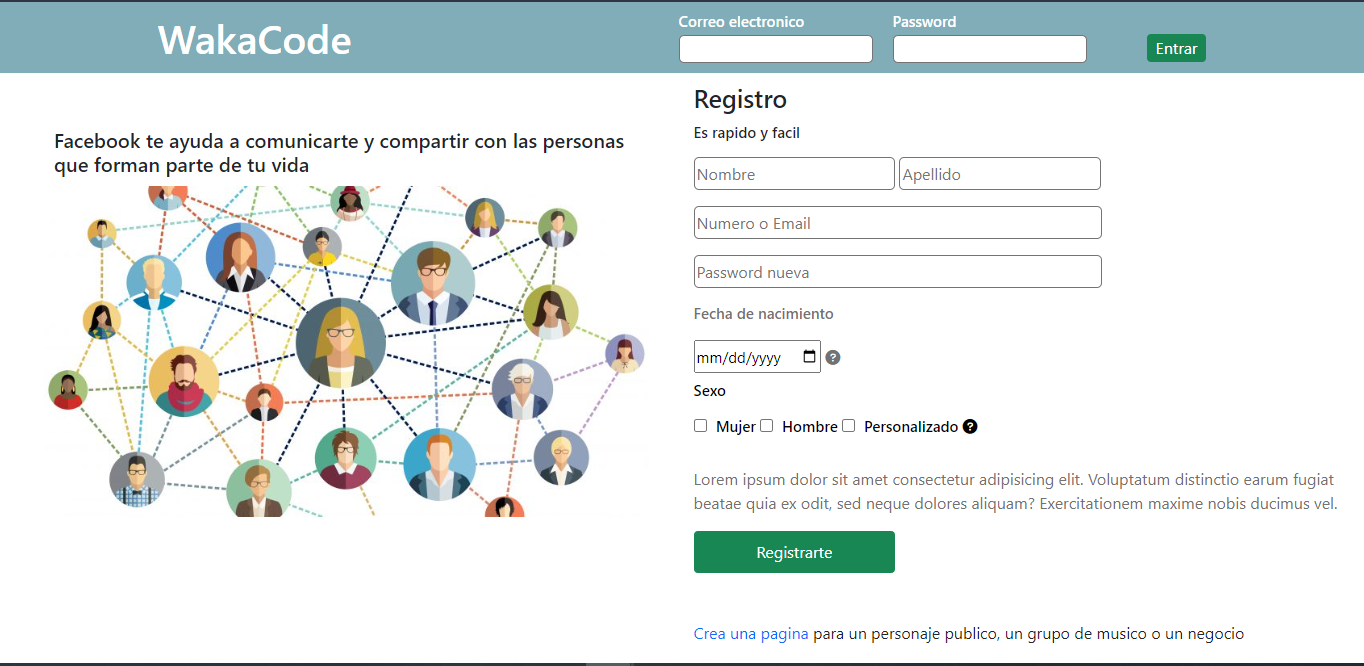 WakaCode
Correo electronico
Password
Entrar
Facebook te ayuda a comunicarte y compartir con las personas
que forman parte de tu vida
Registro
Es rapido y facil
Nombre
Apellido
Numero o Email
Password nueva
Fecha de nacimiento
mm/dd/yyyy ?
Sexo
Mujer Hombre Personalizado ?
Lorem ipsum dolor sit amet consectetur adipisicing elit. Voluptatum distinctio earum fugiat
beatae quia ex odit, sed neque dolores aliquam? Exercitationem maxime nobis ducimus vel.
Registrarte
Crea una pagina para un personaje publico, un grupo de musico o un negocio